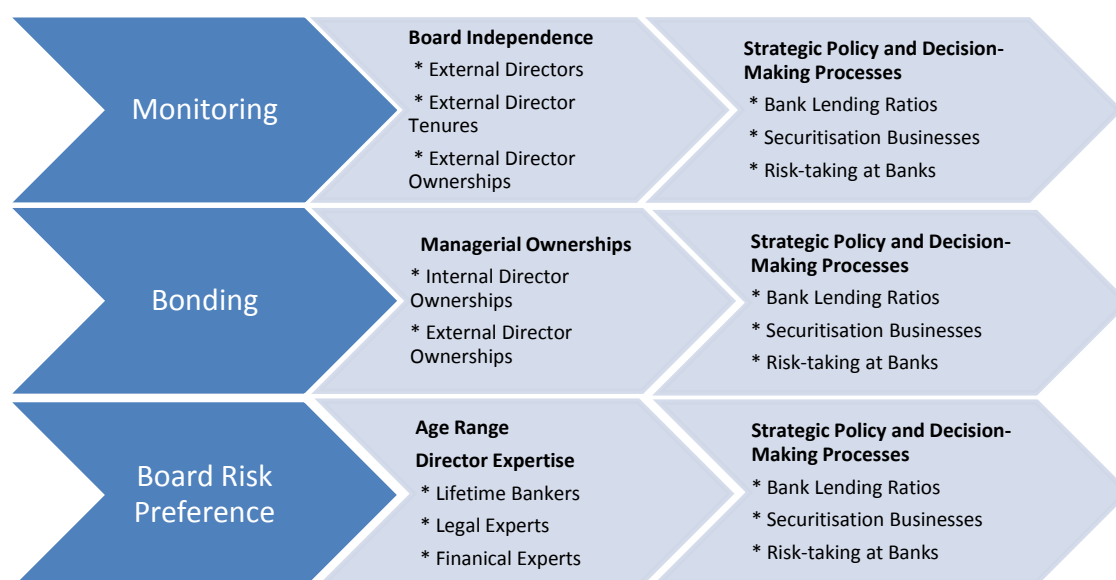 Monitoring
Board Independence
* External Directors
* External Director
Tenures
* External Director
Ownerships
Strategic Policy and Decision-
Making Processes
* Bank Lending Ratios
* Securitisation Businesses
* Risk-taking at Banks
Bonding
Managerial Ownerships
* Internal Director
Ownerships
* External Director
Ownerships
Strategic Policy and Decision-
Making Processes
* Bank Lending Ratios
* Securitisation Businesses
* Risk-taking at Banks
Board Risk
Preference
Age Range
Director Expertise
* Lifetime Bankers
* Legal Experts
* Finanical Experts
Strategic Policy and Decision-
Making Processes
* Bank Lending Ratios
* Securitisation Businesses
* Risk-taking at Banks